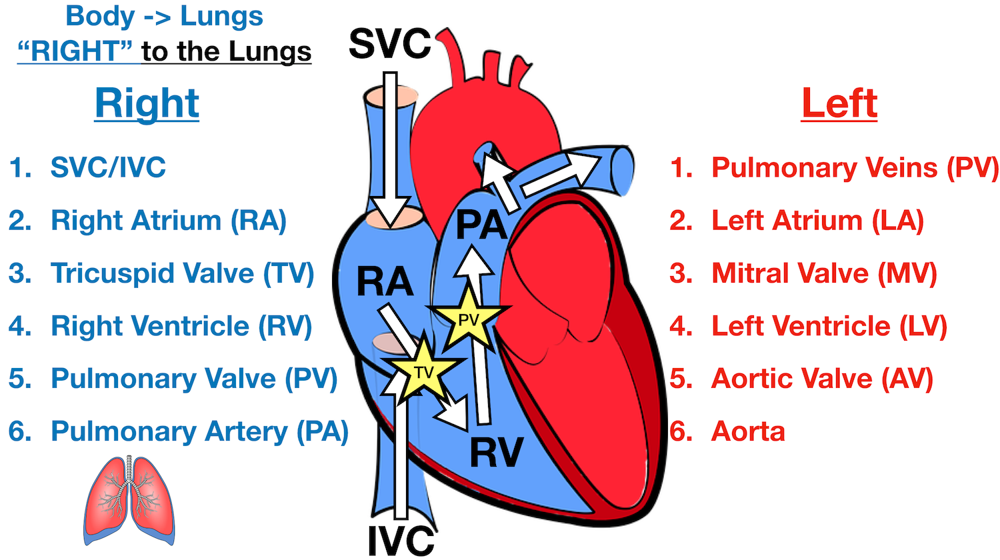 Body -> Lungs
“RIGHT” to the Lungs
Right
1. SVC/IVC
2. Right Atrium (RA)
3. Tricuspid Valve (TV)
4. Right Ventricle (RV)
5. Pulmonary Valve (PV)
6. Pulmonary Artery (PA)
SVC
PA
RA
PV
TV
RV
IVC
Left
1. Pulmonary Veins (PV)
2. Left Atrium (LA)
3. Mitral Valve (MV)
4. Left Ventricle (LV)
5. Aortic Valve (AV)
6. Aorta